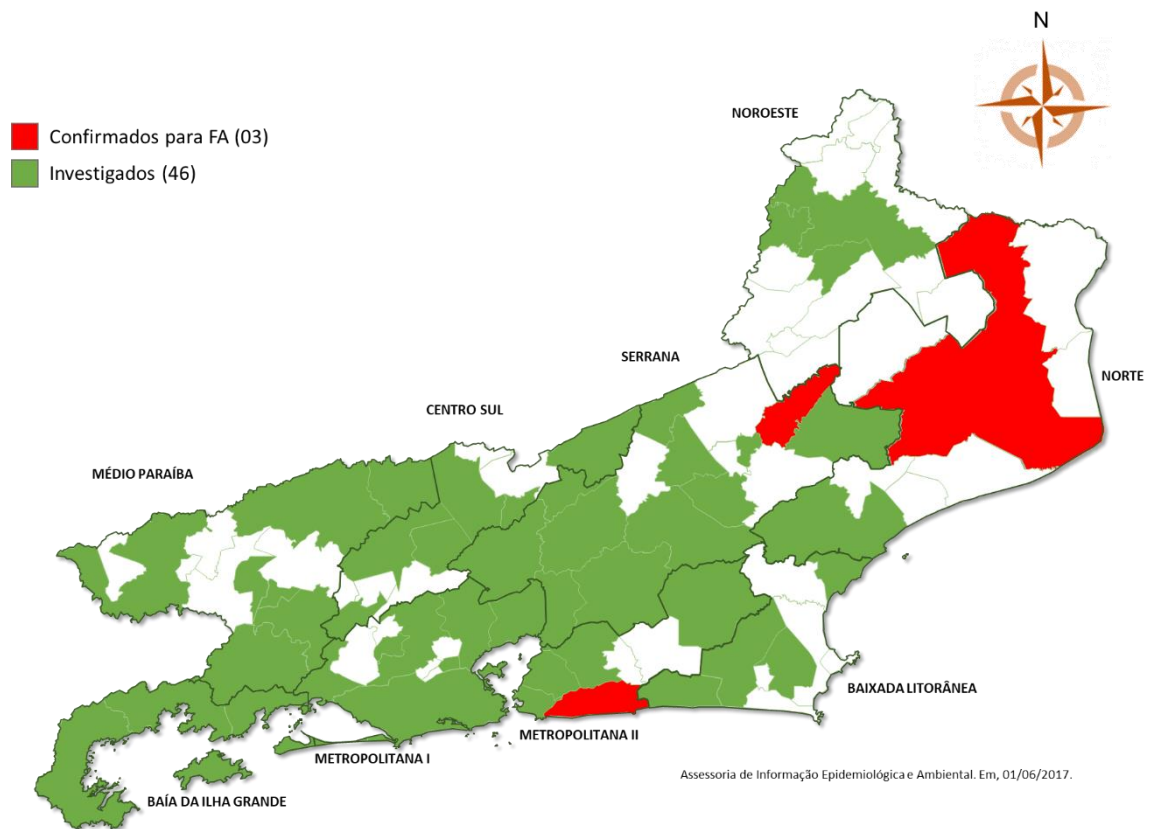 N
NOROESTE
Confirmados para FA (03)
Investigados (46)
SERRANA
NORTE
CENTRO SUL
MÉDIO PARAÍBA
BAIXADA LITORÂNEA
METROPOLITANA II
METROPOLITANA I
Assessoria de Informação Epidemiológica e Ambiental. Em, 01/06/2017.
BAÍA DA ILHA GRANDE